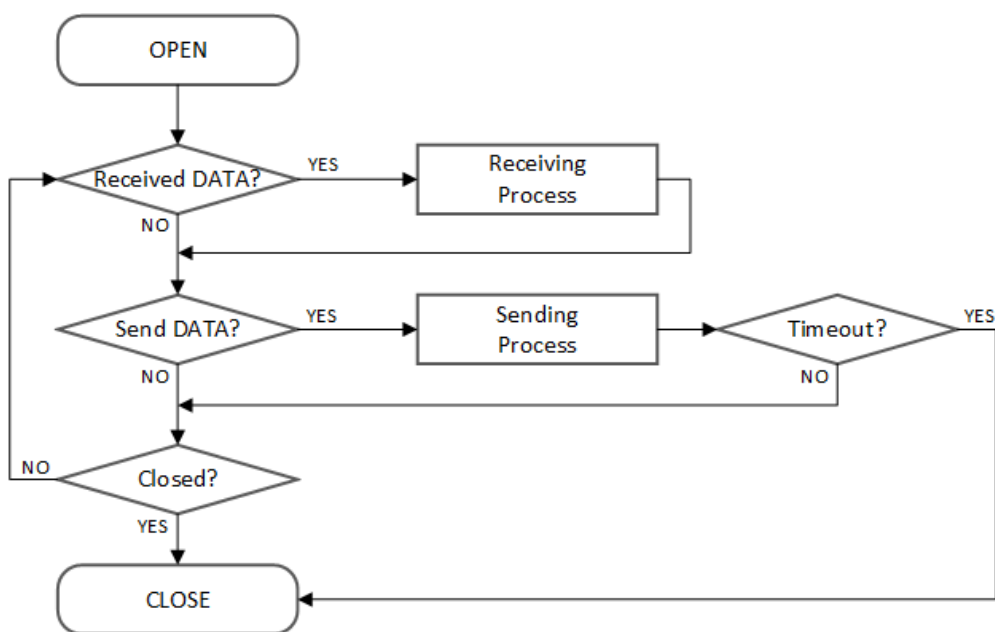 OPEN
Received DATA?
YES
Receiving
Process
NO
Send DATA?
YES
Sending
Process
Timeout?
YES
NO
NO
Closed?
NO
YES
CLOSE